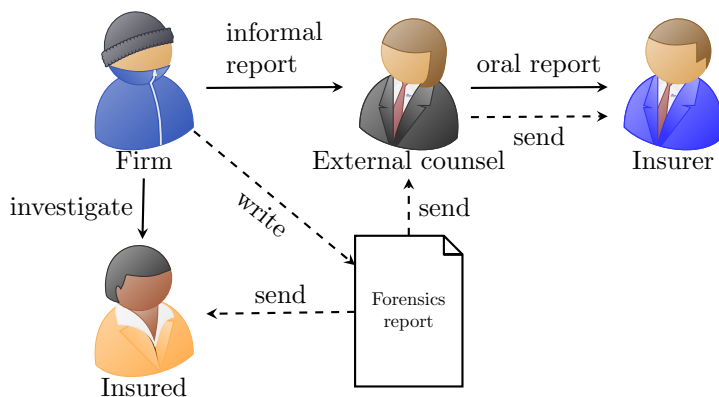 informal
report
oral report
send
Firm
External counsel
Insurer
investigate
write
send
Forensics
report
send
Insured